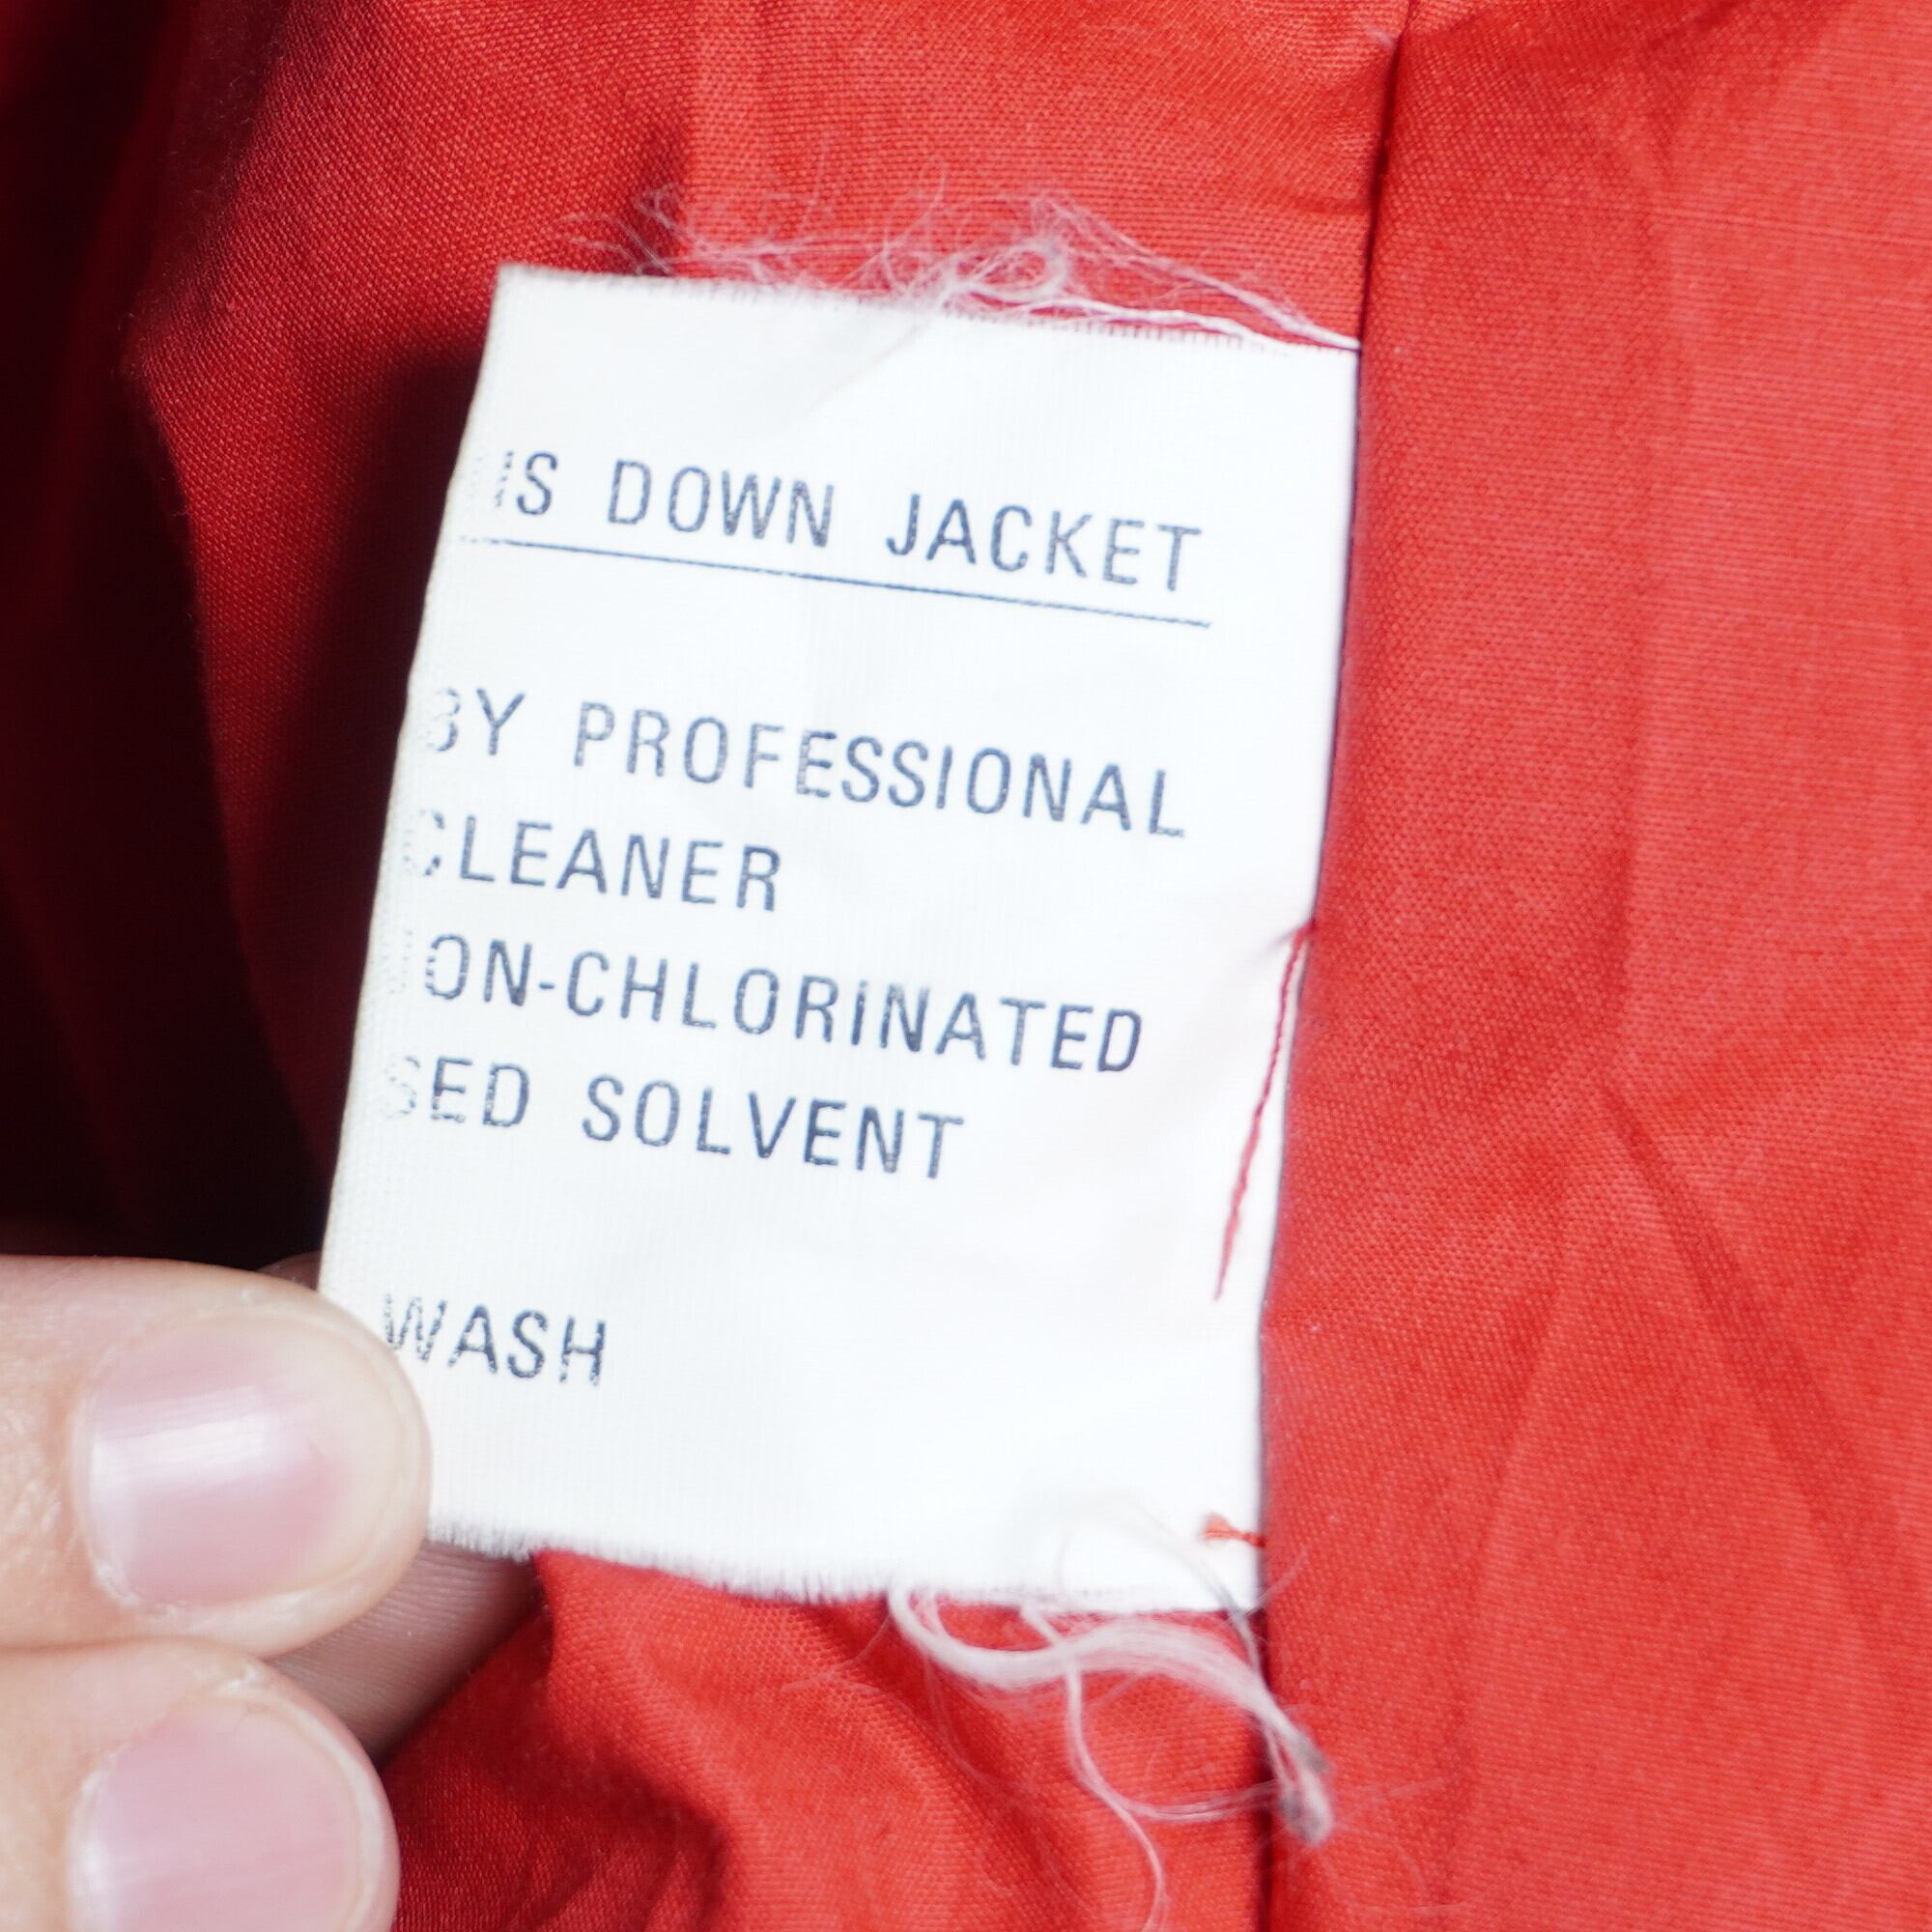 IS DOWN JACKET
BY PROFESSIONAL
CLEANER
ON-CHLORINATED
SED SOLVENT
WASH